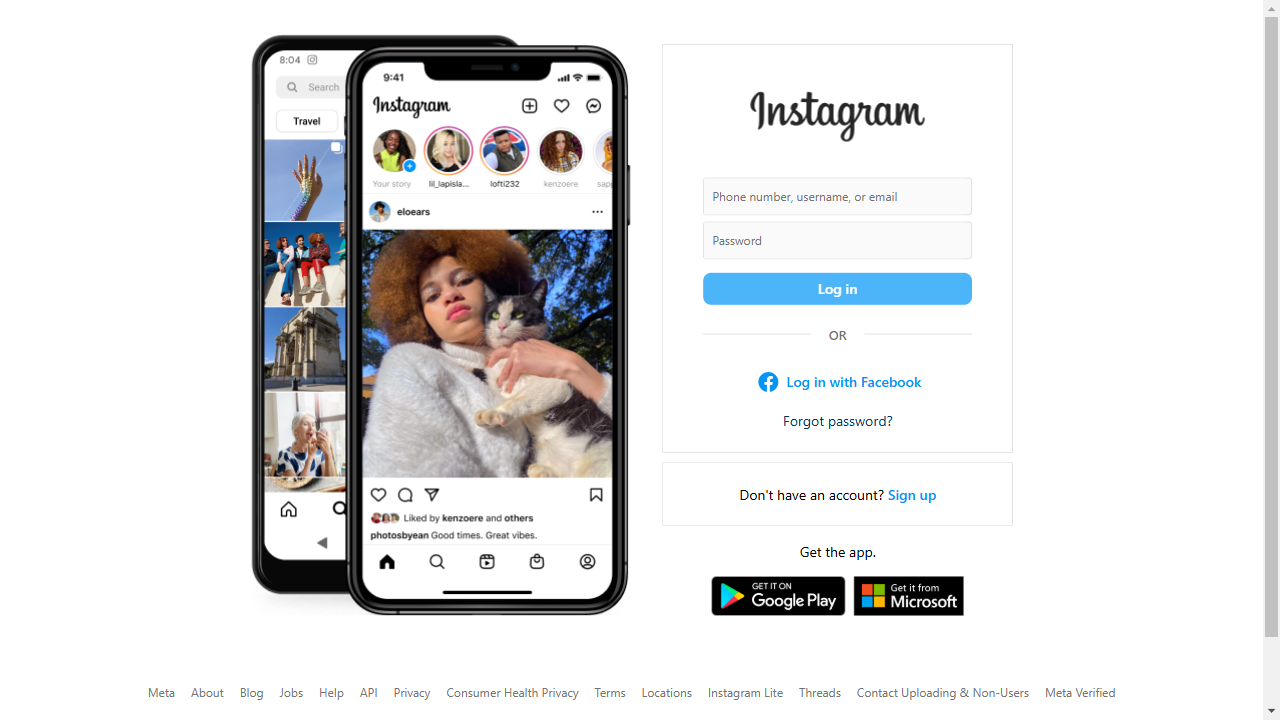 8:04
Search
Travel
9:41
Instagram
Your story
lil_lapisla...
lofti232
kenzoere
eloears
Liked by kenzoere and others
photosbyean Good times. Great vibes.
Instagram
Phone number, username, or email
Password
Log in
OR
Log in with Facebook
Forgot password?
Don't have an account? Sign up
Get the app.
GET IT ON
Google Play
Get it from
Microsoft
Meta About Blog Jobs Help API Privacy Consumer Health Privacy Terms Locations Instagram Lite Threads Contact Uploading & Non-Users Meta Verified